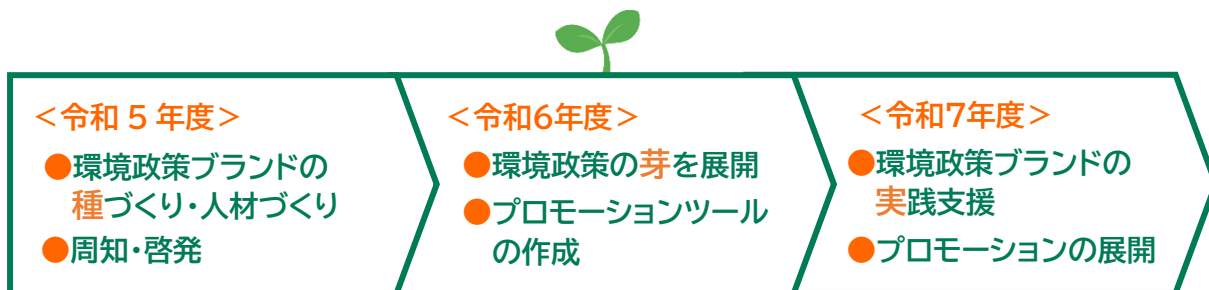 ＜令和５年度＞
●環境政策ブランドの
種づくり・人材づくり
●周知・啓発
＜令和6年度＞
●環境政策の芽を展開
●プロモーションツール
の作成
＜令和7年度＞
●環境政策ブランドの
実践支援
●プロモーションの展開